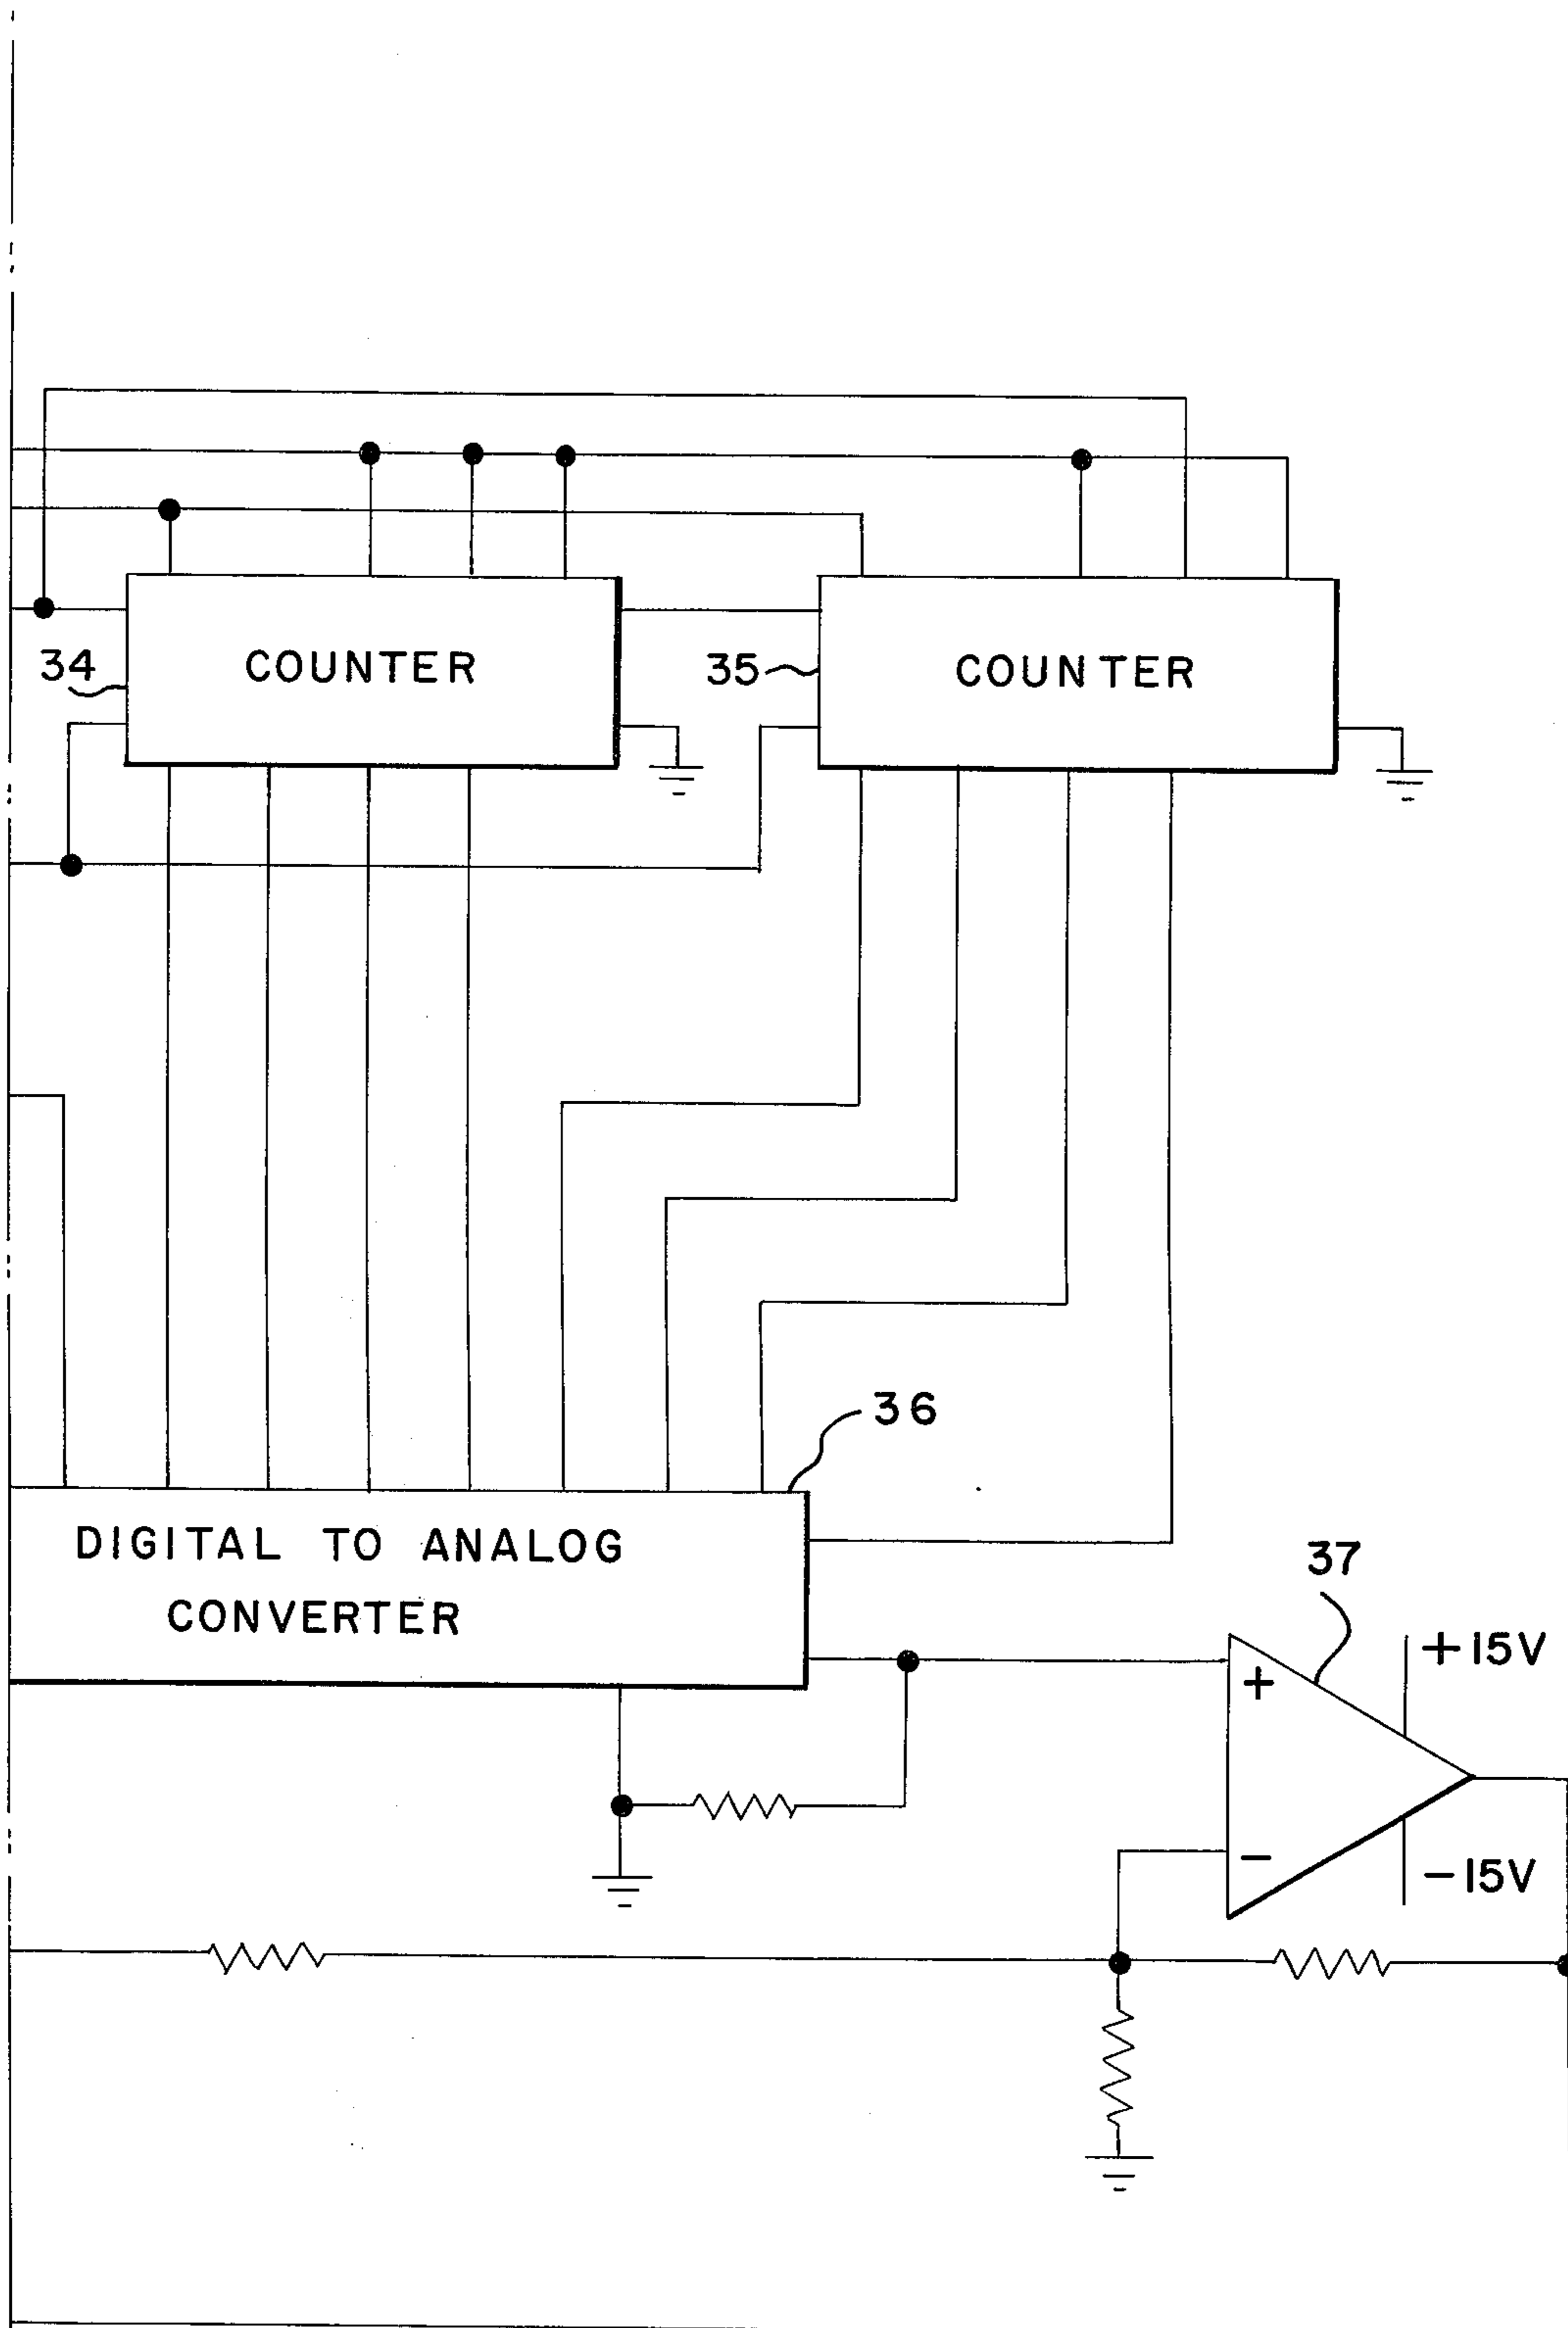 34
COUNTER
35
COUNTER
36
DIGITAL TO ANALOG
CONVERTER
37
+15V
+
−
−15V